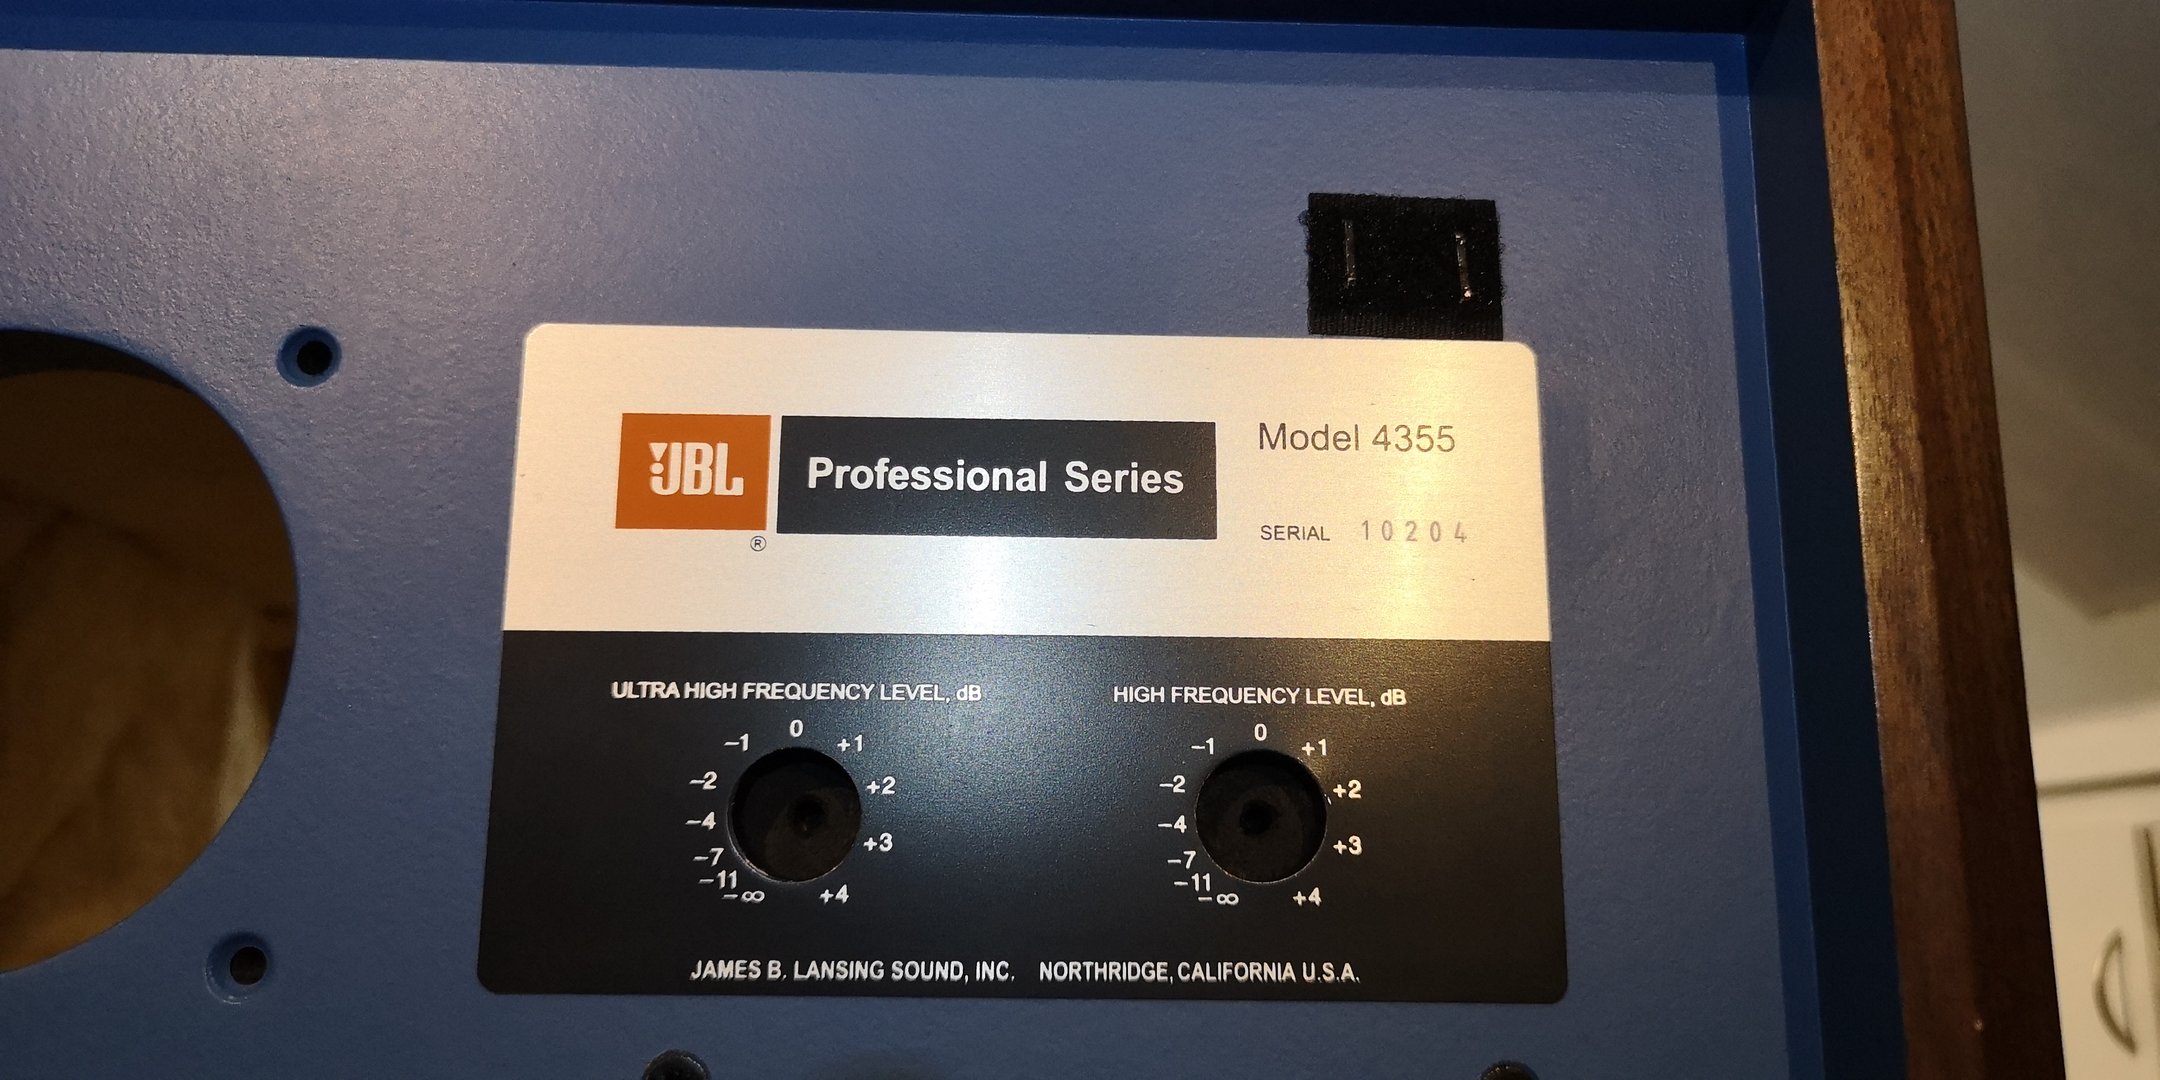 JBL Professional Series
®
Model 4355
SERIAL 10204
ULTRA HIGH FREQUENCY LEVEL, dB
0
–1 +1
–2 +2
–4
+3
–7
–11
–∞ +4
HIGH FREQUENCY LEVEL, dB
0
–1 +1
–2 +2
–4
+3
–7
–11
–∞ +4
JAMES B. LANSING SOUND, INC. NORTHRIDGE, CALIFORNIA U.S.A.